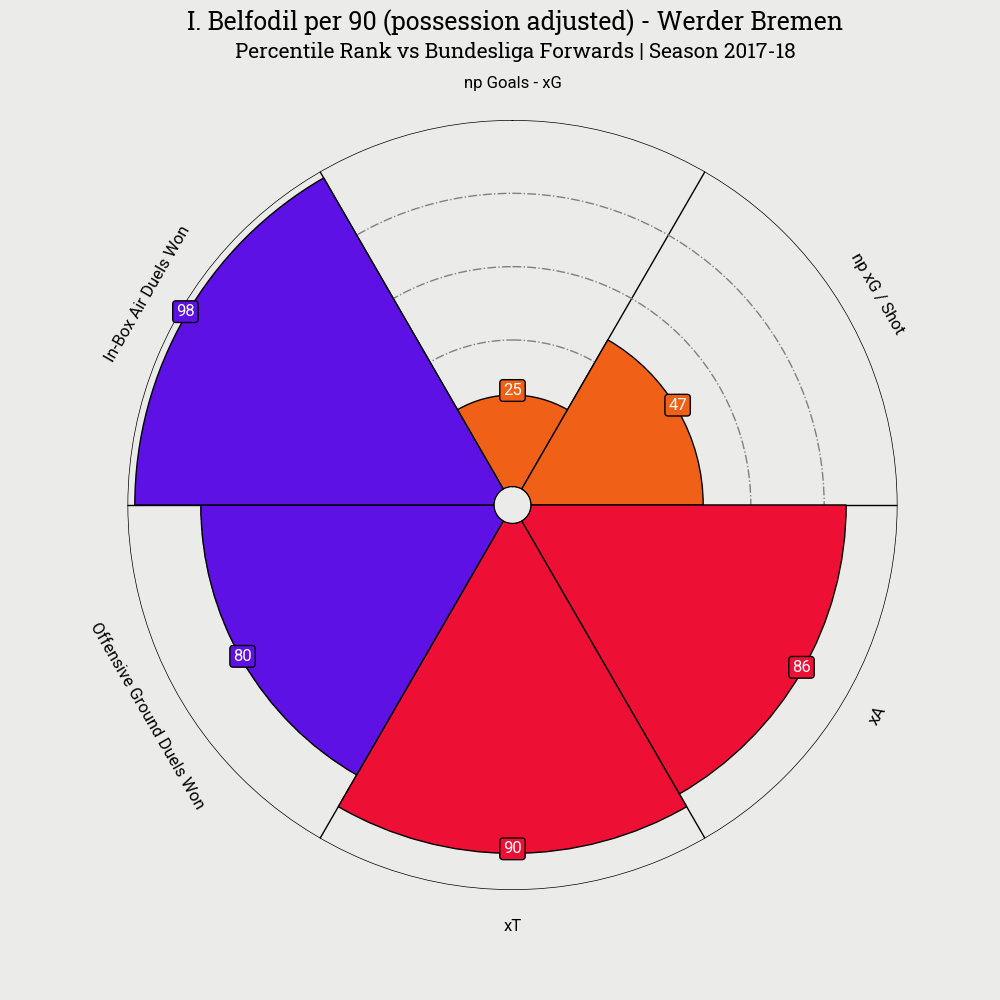 I. Belfodil per 90 (possession adjusted) - Werder Bremen
Percentile Rank vs Bundesliga Forwards | Season 2017-18
np Goals - xG
np xG / Shot
In-Box Air Duels Won
98
25
47
80
86
Offensive Ground Duels Won
xA
90
xT